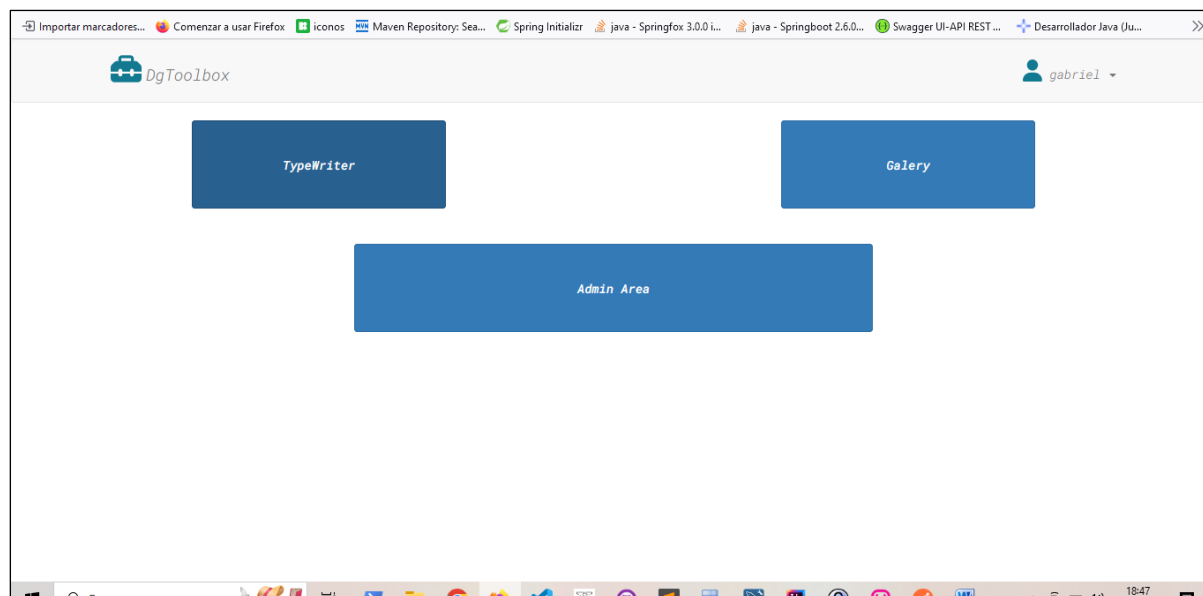 Importar marcadores... Comenzar a usar Firefox iconos MVN Maven Repository: Sea... Spring Initializr java - Springfox 3.0.0 i... java - Springboot 2.6.0... Swagger UI-API REST ... Desarrollador Java (Ju...
DgToolbox gabriel
TypeWriter Galery
Admin Area
18:47